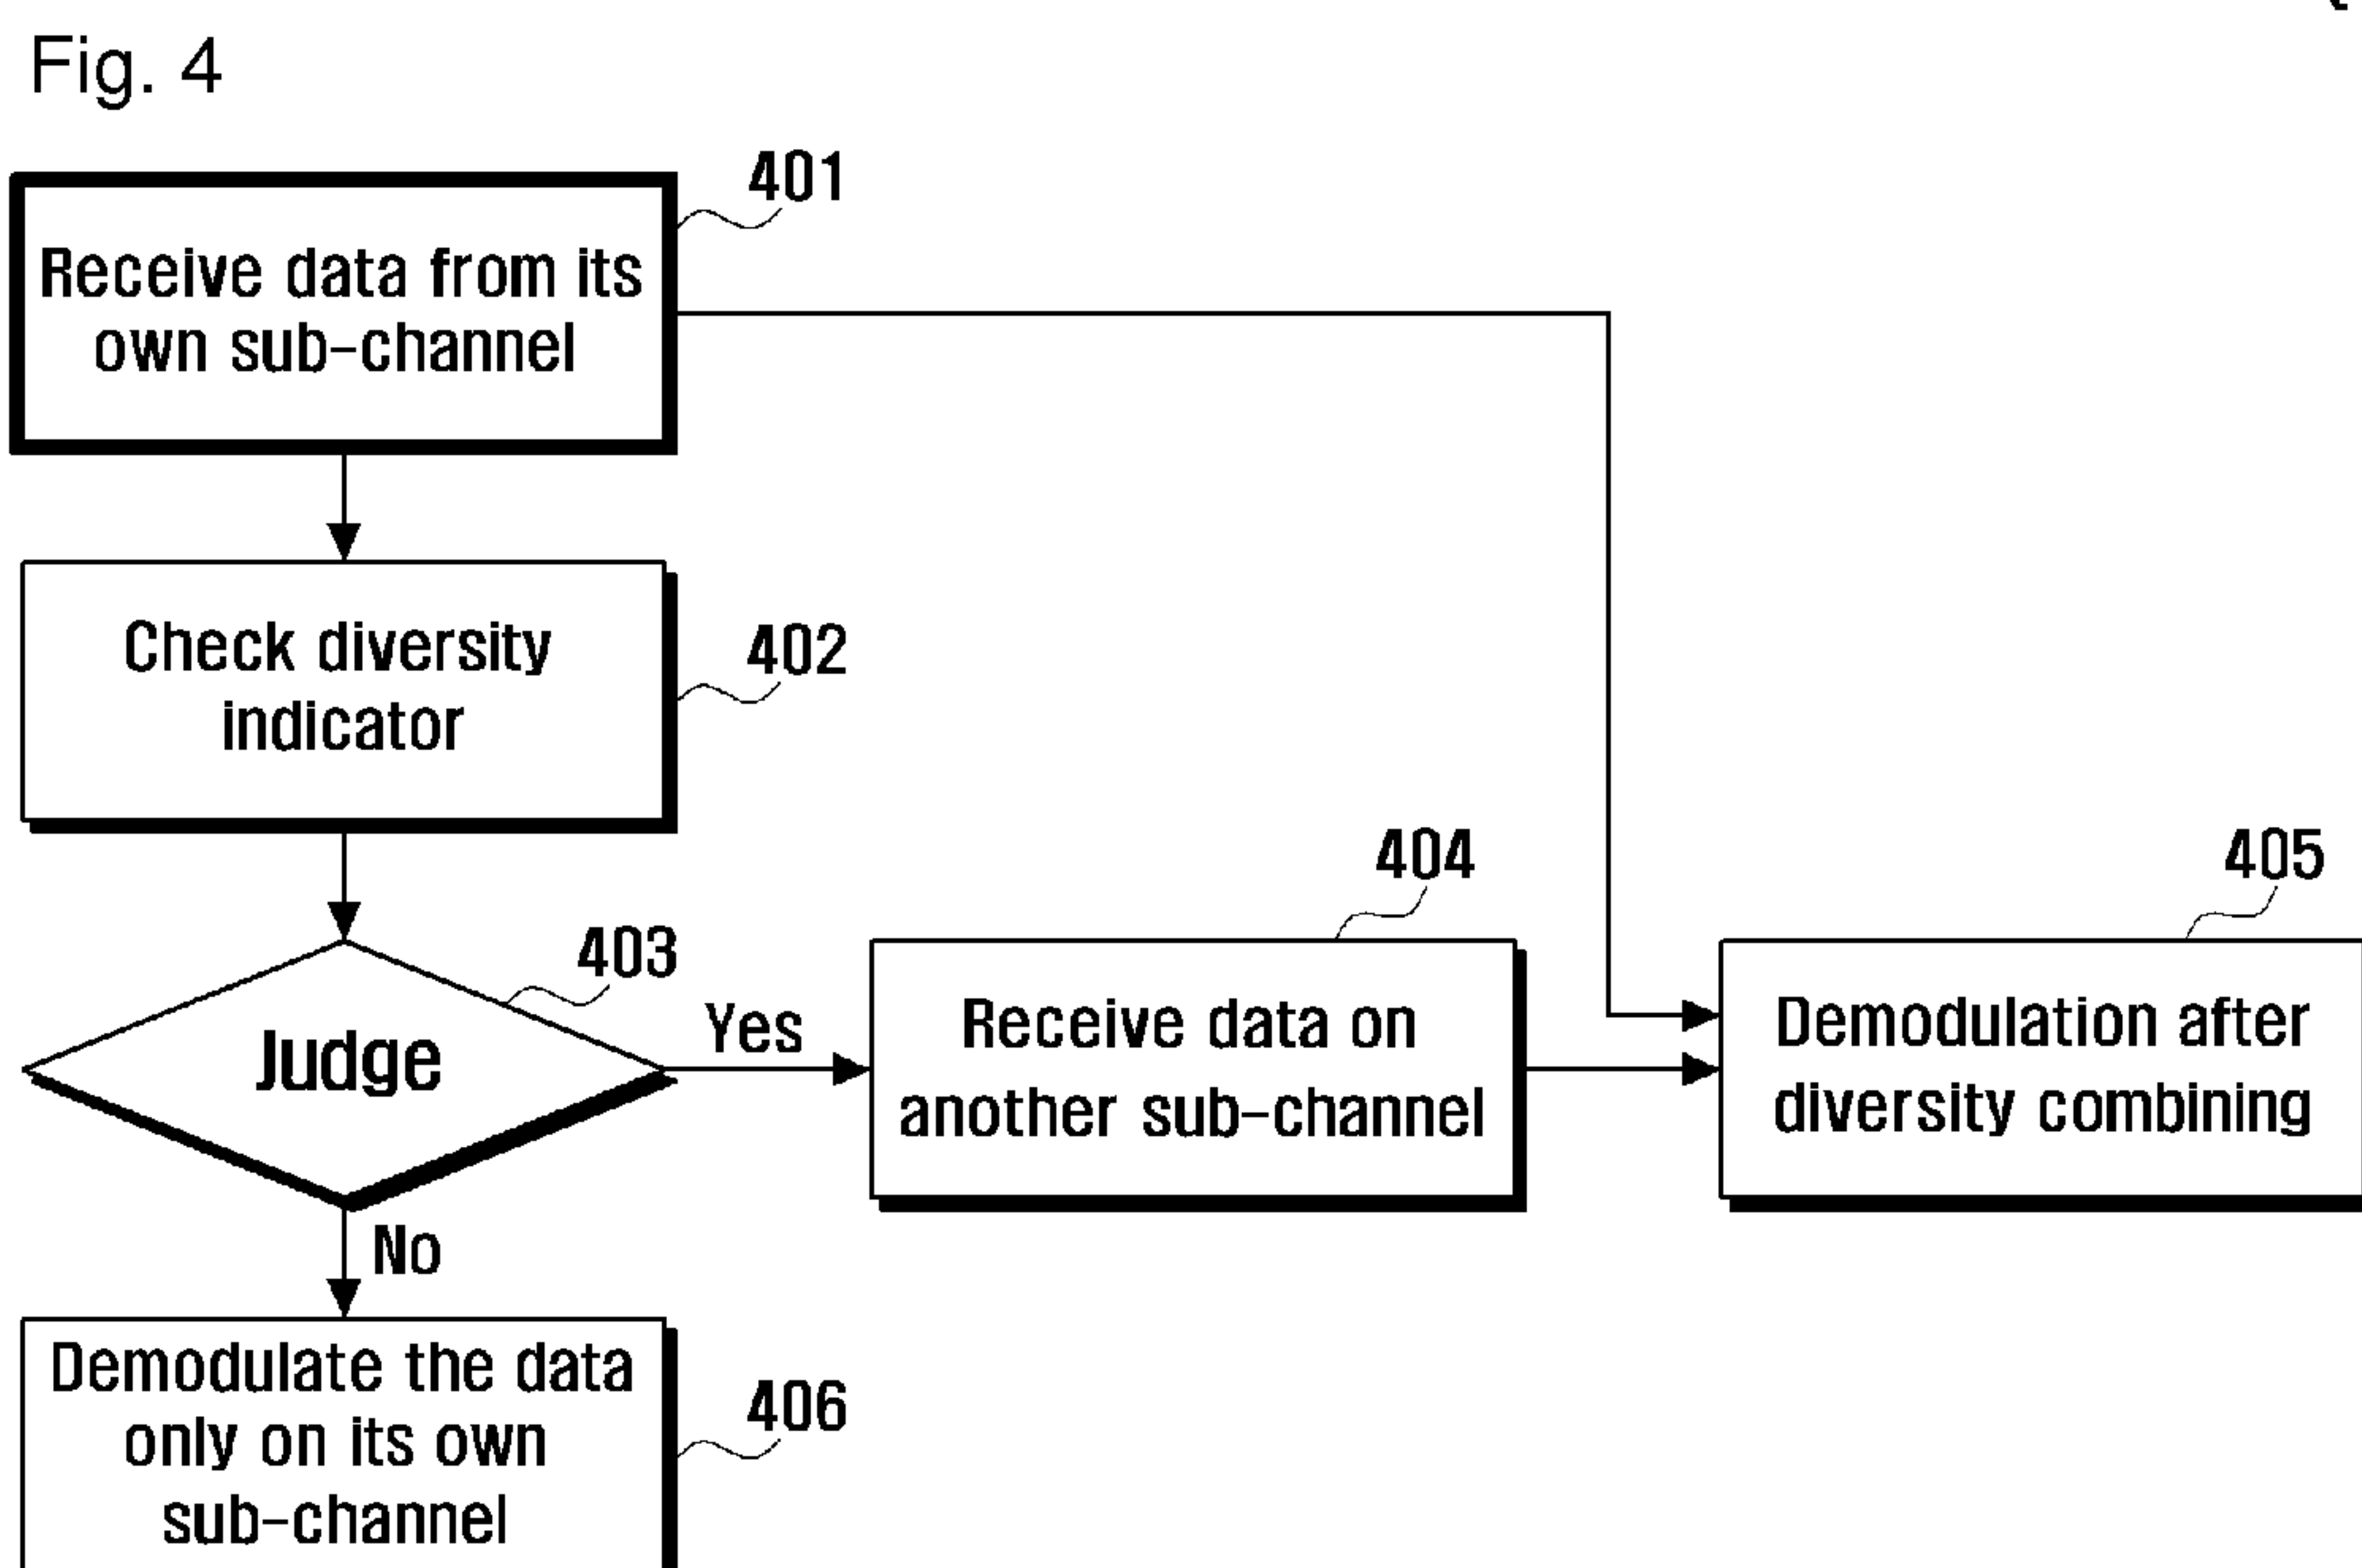 Fig. 4
401
Receive data from its
own sub-channel
402
Check diversity
indicator
403
Judge
Yes
404
Receive data on
another sub-channel
405
Demodulation after
diversity combining
No
406
Demodulate the data
only on its own
sub-channel